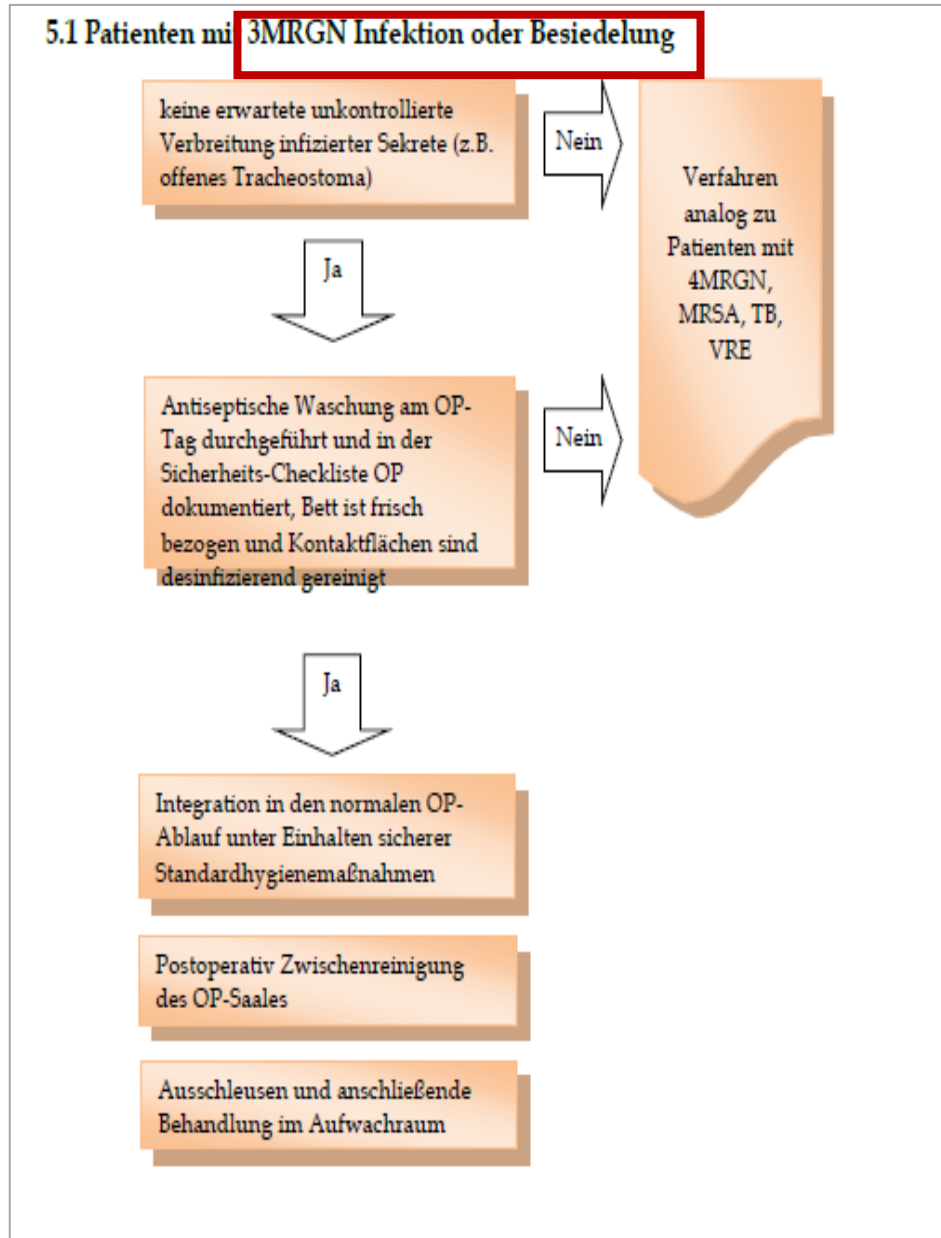 5.1 Patienten mit 3MRGN Infektion oder Besiedelung
keine erwartete unkontrollierte
Verbreitung infizierter Sekrete (z.B.
offenes Tracheostoma)
Nein
Verfahren
analog zu
Patienten mit
4MRGN,
MRSA, TB,
VRE
Ja
Antiseptische Waschung am OP-
Tag durchgeführt und in der
Sicherheits-Checkliste OP
dokumentiert, Bett ist frisch
bezogen und Kontaktflächen sind
desinfizierend gereinigt
Nein
Ja
Integration in den normalen OP-
Ablauf unter Einhalten sicherer
Standardhygienemaßnahmen
Postoperativ Zwischenreinigung
des OP-Saales
Ausschleusen und anschließende
Behandlung im Aufwachraum